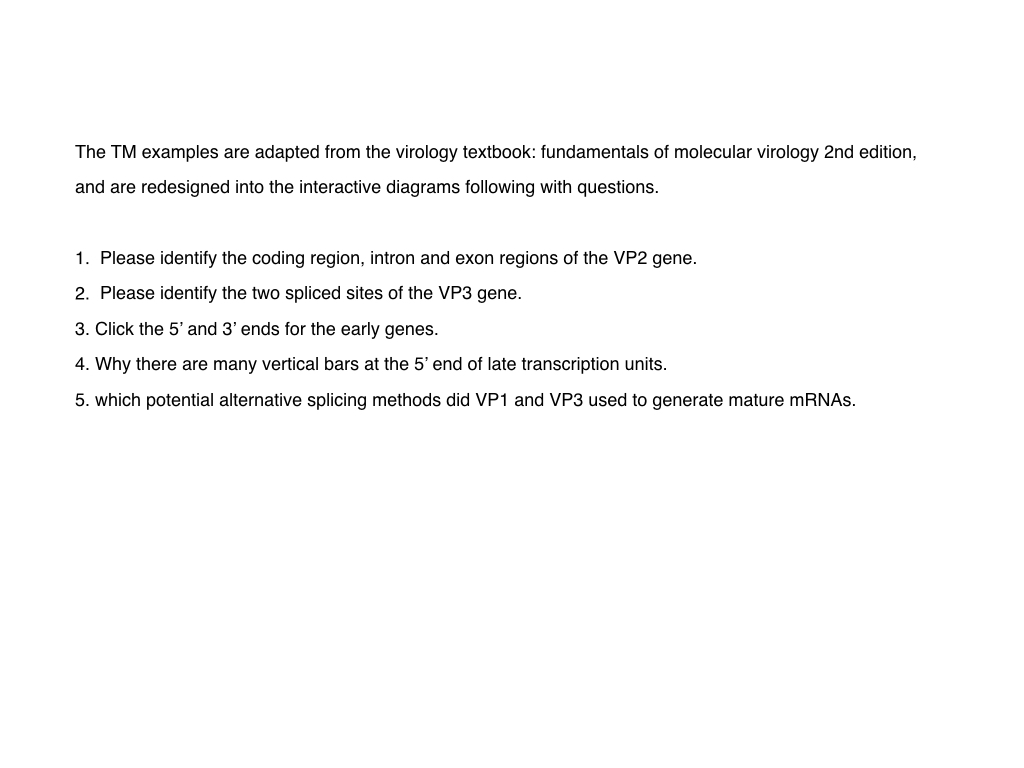 The TM examples are adapted from the virology textbook: fundamentals of molecular virology 2nd edition,
and are redesigned into the interactive diagrams following with questions.
1. Please identify the coding region, intron and exon regions of the VP2 gene.
2. Please identify the two spliced sites of the VP3 gene.
3. Click the 5’ and 3’ ends for the early genes.
4. Why there are many vertical bars at the 5’ end of late transcription units.
5. which potential alternative splicing methods did VP1 and VP3 used to generate mature mRNAs.